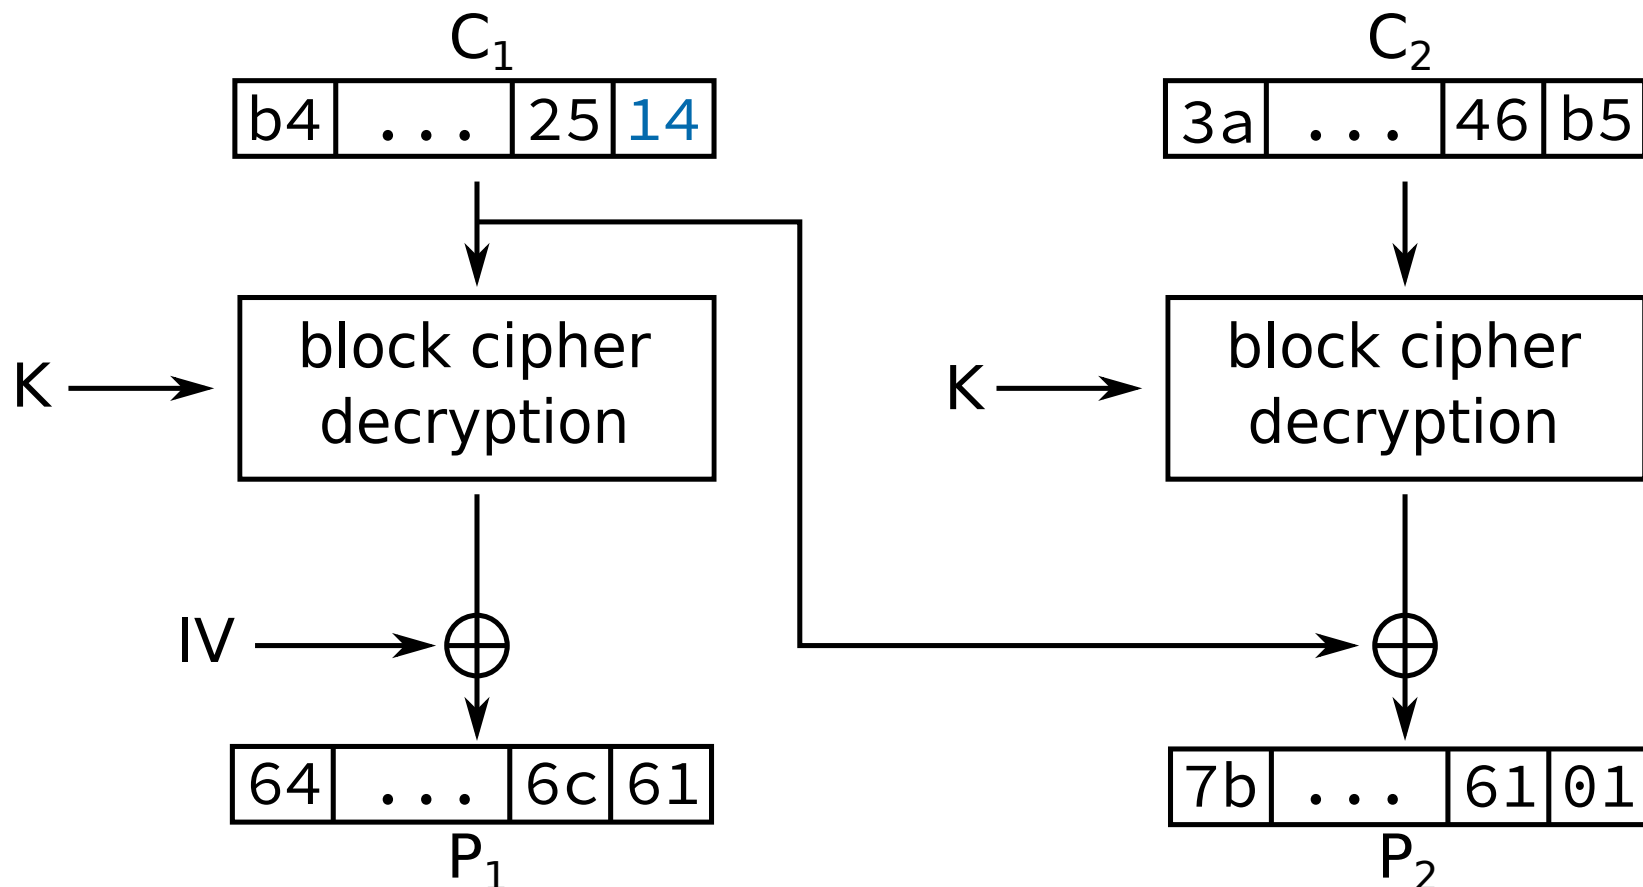 C₁
C₂
b4 ... 25 14
3a ... 46 b5
block cipher
decryption
block cipher
decryption
K
K
IV
64 ... 6c 61
7b ... 61 01
P₁
P₂